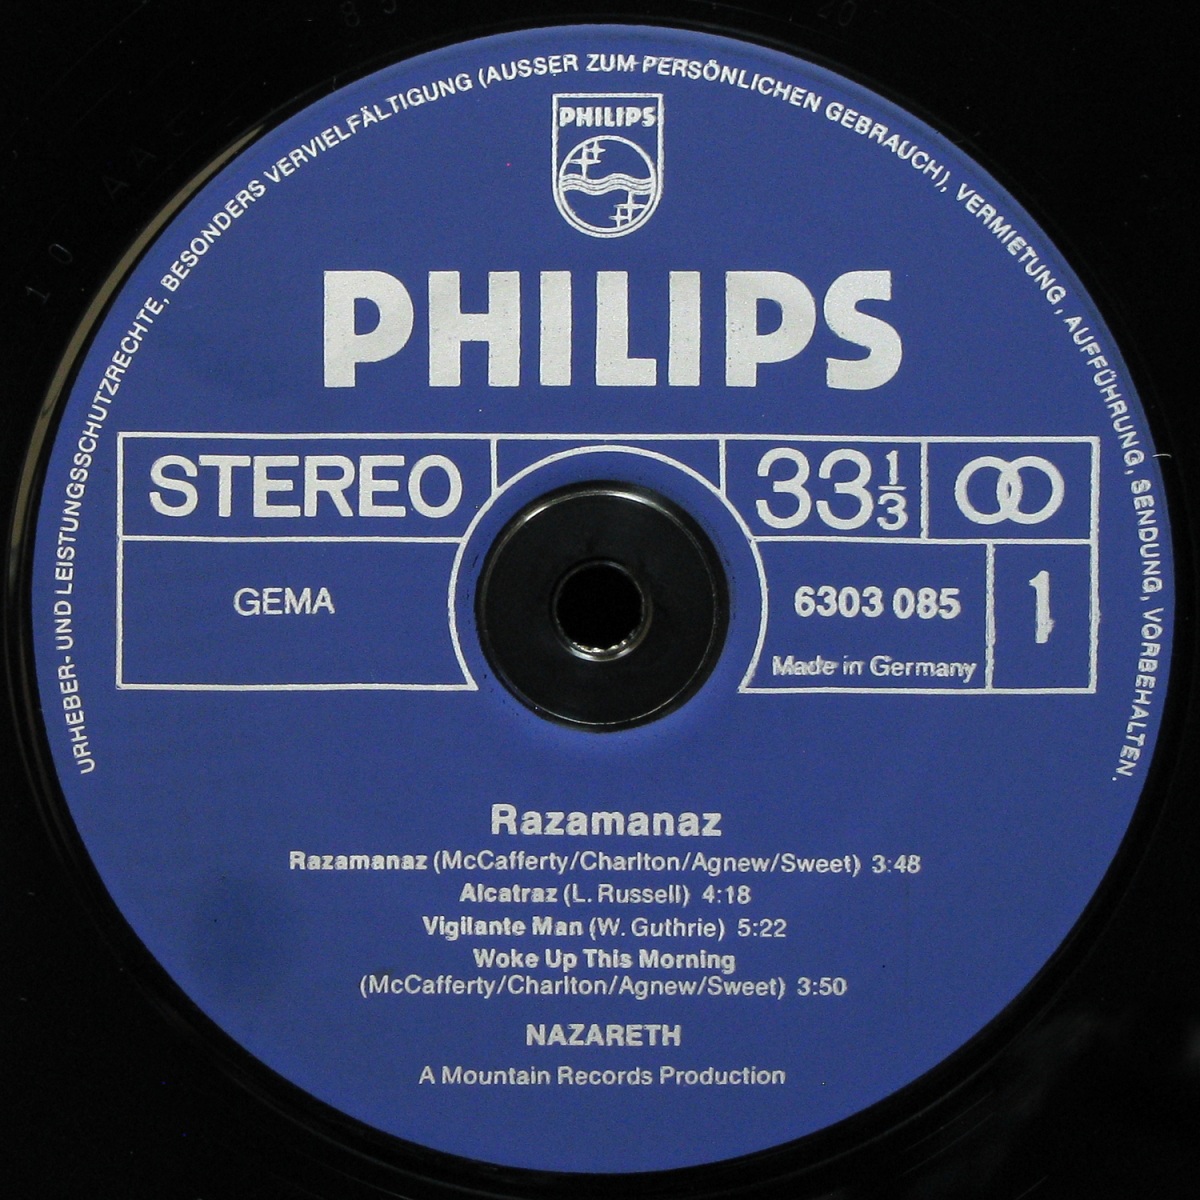 URHEBER- UND LEISTUNGSSCHUTZRECHTE, BESONDERS VERVIELFÄLTIGUNG (AUSSER ZUM PERSÖNLICHEN GEBRAUCH), VERMIETUNG, AUFFÜHRUNG, SENDUNG, VORBEHALTEN.
PHILIPS
PHILIPS
STEREO
33 1/3
GEMA
6303 085
1
Made in Germany
Razamanaz
Razamanaz (McCafferty/Charlton/Agnew/Sweet) 3:48
Alcatraz (L. Russell) 4:18
Vigilante Man (W. Guthrie) 5:22
Woke Up This Morning
(McCafferty/Charlton/Agnew/Sweet) 3:50
NAZARETH
A Mountain Records Production